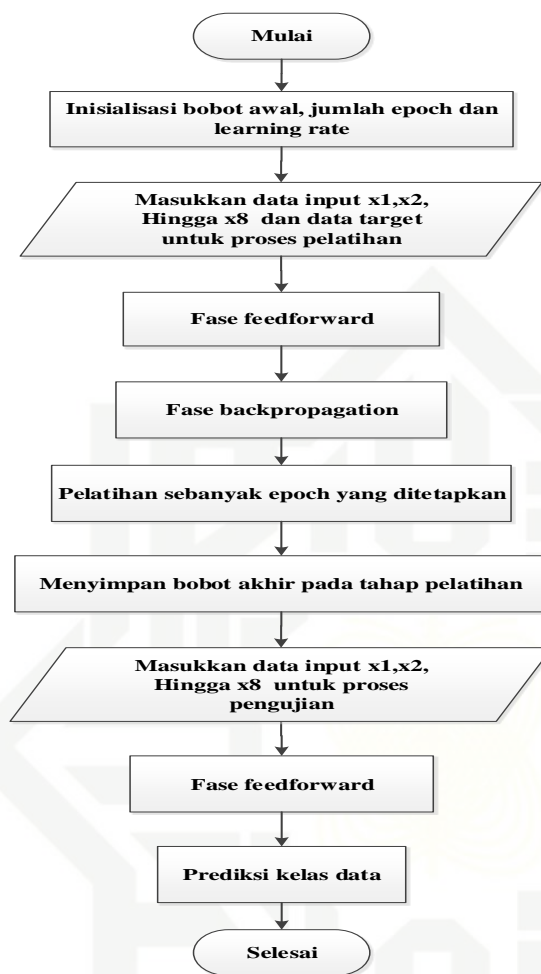 Mulai
Inisialisasi bobot awal, jumlah epoch dan
learning rate
Masukkan data input x1,x2,
Hingga x8 dan data target
untuk proses pelatihan
Fase feedforward
Fase backpropagation
Pelatihan sebanyak epoch yang ditetapkan
Menyimpan bobot akhir pada tahap pelatihan
Masukkan data input x1,x2,
Hingga x8 untuk proses
pengujian
Fase feedforward
Prediksi kelas data
Selesai